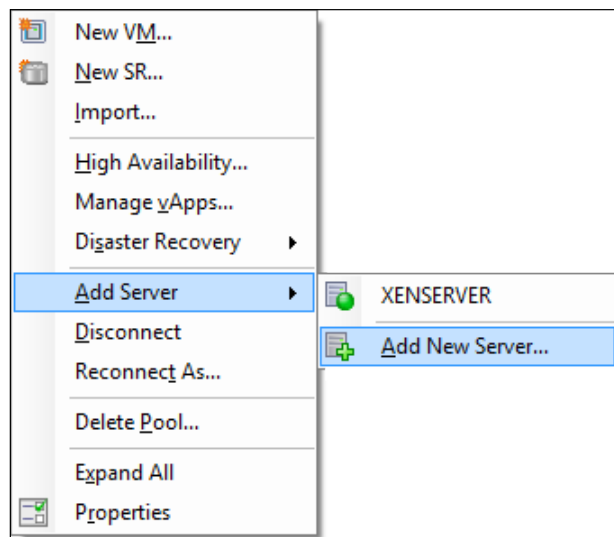 New VM...
New SR...
Import...
High Availability...
Manage vApps...
Disaster Recovery
Add Server
XENSERVER
Add New Server...
Disconnect
Reconnect As...
Delete Pool...
Expand All
Properties